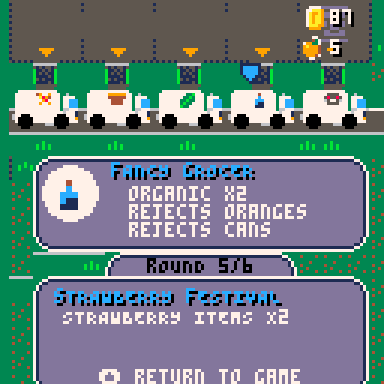 87
5
Fancy Grocer
ORGANIC X2
REJECTS ORANGES
REJECTS CANS
Round 5/6
Strawberry Festival
STRAWBERRY ITEMS X2
RETURN TO GAME